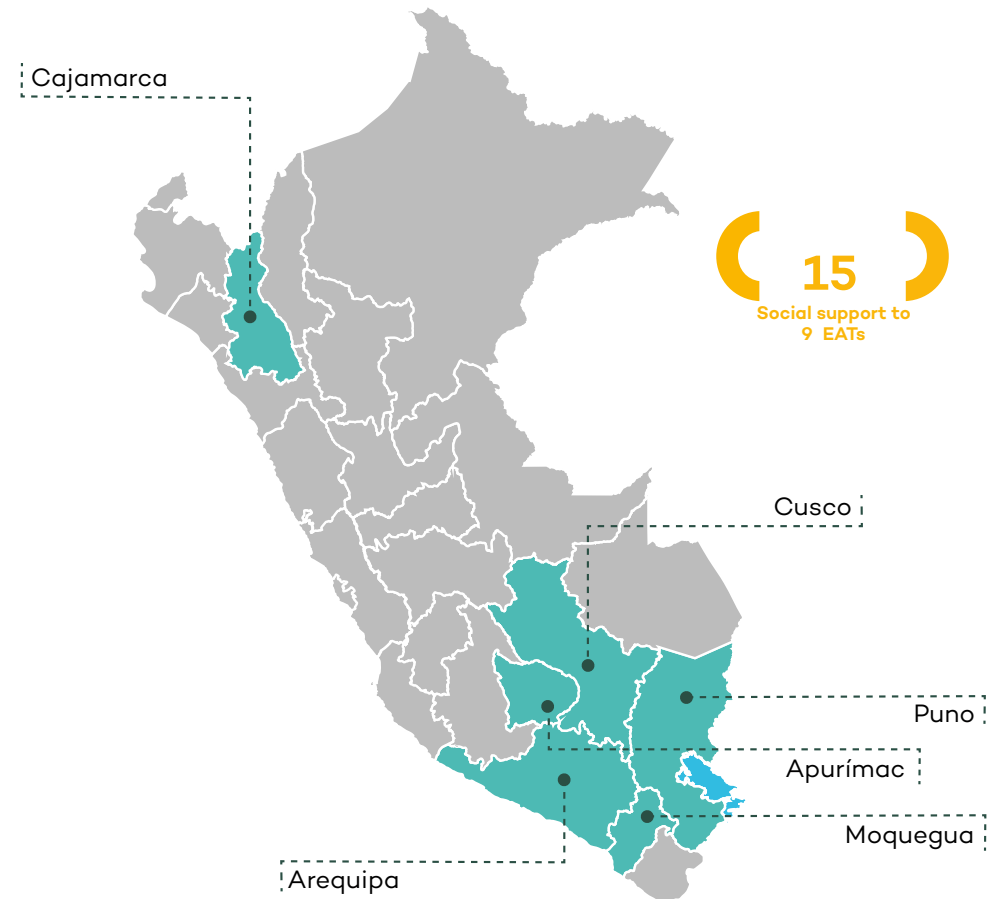 Cajamarca
15
Social support to
9 EATs
Cusco
Puno
Apurímac
Moquegua
Arequipa